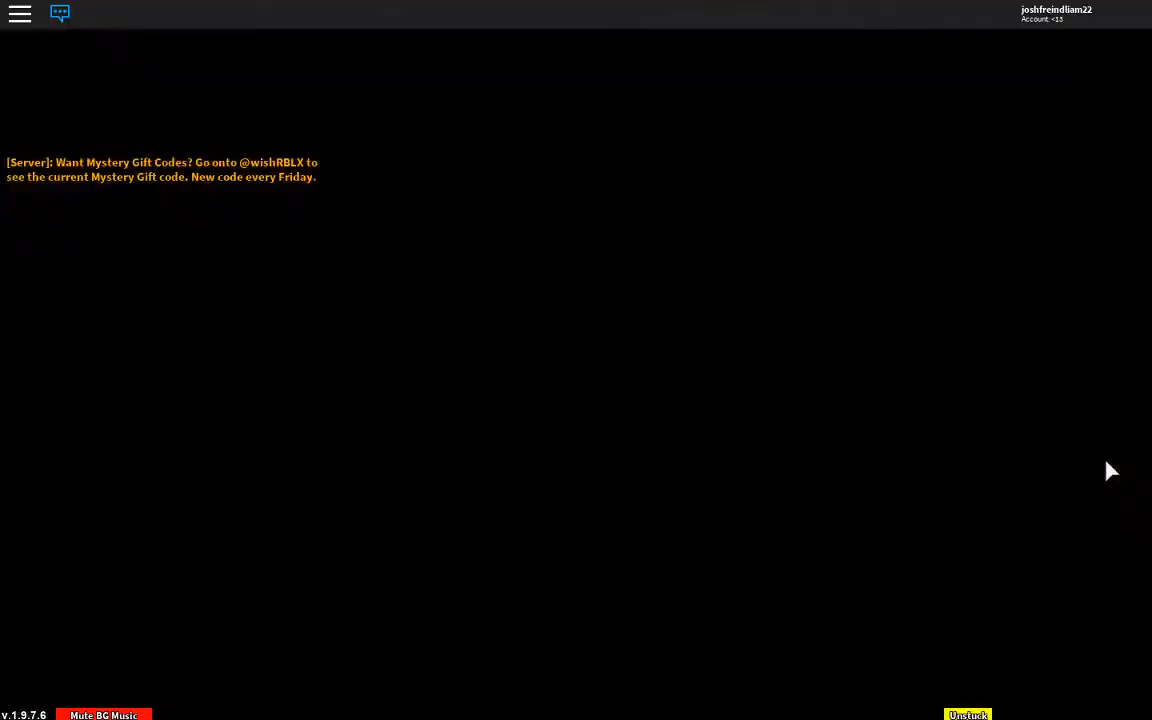 joshfreindliam22
Account: <13
[Server]: Want Mystery Gift Codes? Go onto @wishRBLX to
see the current Mystery Gift code. New code every Friday.
v.1.9.7.6 Mute BG Music Unstuck